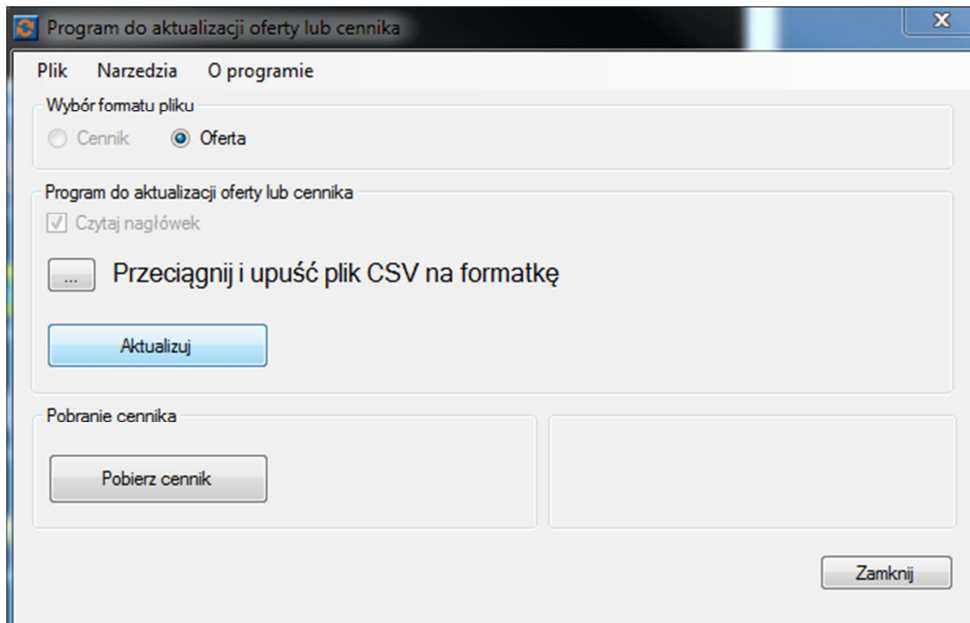 Program do aktualizacji oferty lub cennika
Plik Narzedzia O programie
Wybór formatu pliku
Cennik Oferta
Program do aktualizacji oferty lub cennika
Czytaj nagłówek
... Przeciągnij i upuść plik CSV na formatkę
Aktualizuj
Pobranie cennika
Pobierz cennik
Zamknij